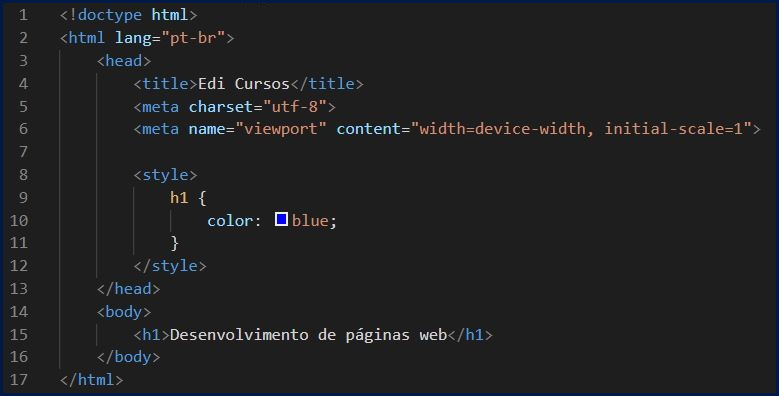 1 <!doctype html>
2 <html lang="pt-br">
3 <head>
4 <title>Edi Cursos</title>
5 <meta charset="utf-8">
6 <meta name="viewport" content="width=device-width, initial-scale=1">
7
8 <style>
9 h1 {
10 color: blue;
11 }
12 </style>
13 </head>
14 <body>
15 <h1>Desenvolvimento de páginas web</h1>
16 </body>
17 </html>